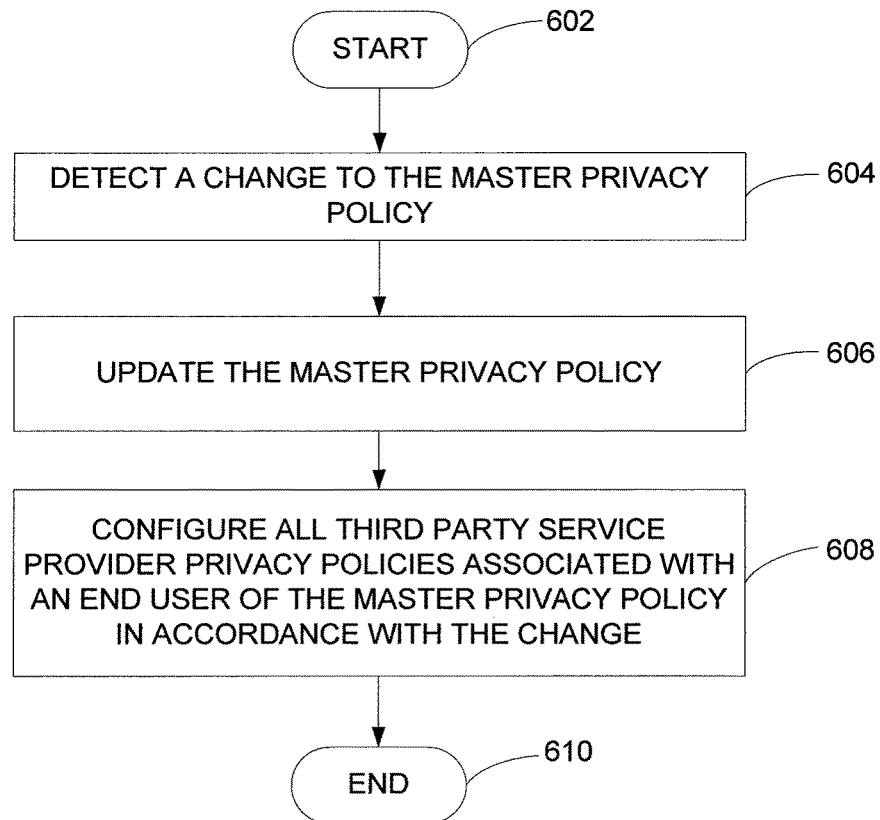 START
602
DETECT A CHANGE TO THE MASTER PRIVACY
POLICY
604
UPDATE THE MASTER PRIVACY POLICY
606
CONFIGURE ALL THIRD PARTY SERVICE
PROVIDER PRIVACY POLICIES ASSOCIATED WITH
AN END USER OF THE MASTER PRIVACY POLICY
IN ACCORDANCE WITH THE CHANGE
608
END
610